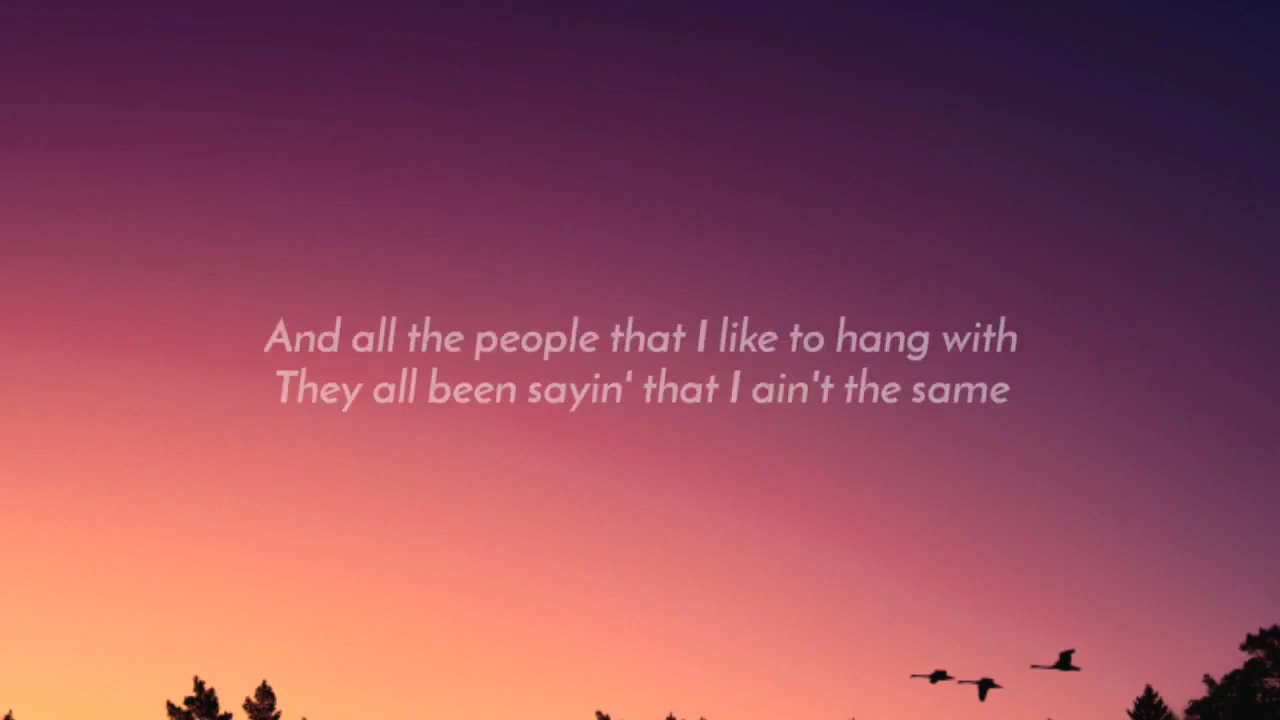 And all the people that I like to hang with
They all been sayin' that I ain't the same